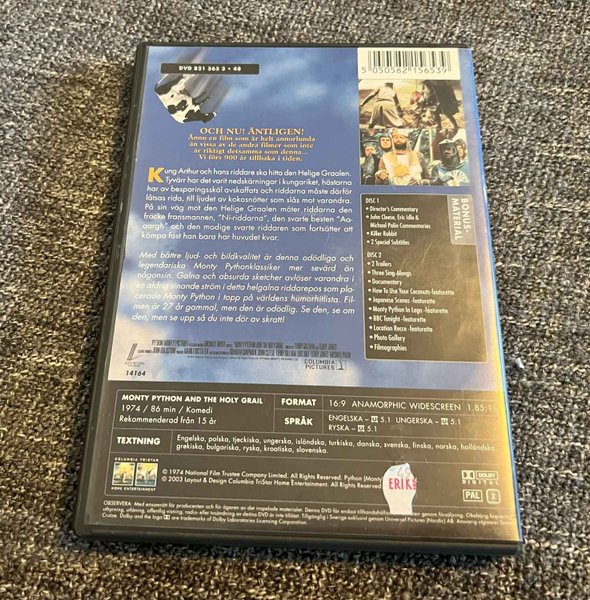 DVD 821 565 3 • 48
5 050582 156539
OCH NU! ÄNTLIGEN!
Ännu en film som är helt annorlunda
än vissa av de andra filmer som inte
är riktigt detsamma som denna...
Vi förs 900 år tillbaka i tiden.
Kung Arthur och hans riddare ska hitta den Helige Graalen.
Tyvärr har det varit nedskärningar i kungariket, hästarna
har av besparingsskäl avskaffats och riddarna måste därför
låtsas rida, till ljudet av kokosnötter som slås mot varandra.
På sin väg mot den Helige Graalen möter riddarna den
fräcke fransmannen, "Ni-riddarna", den svarte besten "Aa-
aargh" och den modige svarte riddaren som fortsätter att
kämpa fast han bara har huvudet kvar.
Med bättre ljud- och bildkvalitet är denna odödliga och
legendariska Monty Pythonklassiker mer sevärd än
någonsin. Galna och absurda sketcher avlöser varandra i
en aldrig sinande ström i detta helgalna riddarepos som pla-
cerade Monty Python i topp på världens humorhitlista. Fil-
men är 27 år gammal, men den är odödlig. Se den, se om
den, men se upp så du inte dör av skratt!
BONUS-
MATERIAL
DISC 1
• Director's Commentary
• John Cleese, Eric Idle &
Michael Palin Commentaries
• Killer Rabbit
• 2 Special Subtitles
DISC 2
• 2 Trailers
• Three Sing-Alongs
• Documentary
• How To Use Your Coconuts-featurette
• Japanese Scenes -featurette
• Monty Python In Lego -featurette
• BBC Tonight -featurette
• Location Recce -featurette
• Photo Gallery
• Filmographies
14164
COLUMBIA
PICTURES
MONTY PYTHON AND THE HOLY GRAIL
1974 / 86 min / Komedi
Rekommenderad från 15 år
FORMAT
16:9 ANAMORPHIC WIDESCREEN 1.85:1
SPRÅK
ENGELSKA - 5.1 UNGERSKA - 5.1
RYSKA - 5.1
TEXTNING
Engelska, polska, tjeckiska, ungerska, isländska, turkiska, danska, svenska, finska, norska, holländska,
grekiska, bulgariska, ryska, kroatiska, slovenska.
COLUMBIA TRISTAR
HOME ENTERTAINMENT
© 1974 National Film Trustee Company Limited. All Rights Reserved. Python (Monty)
© 2003 Layout & Design Columbia TriStar Home Entertainment. All Rights Reserved.
ERIKS
DOLBY
DIGITAL
PAL 2